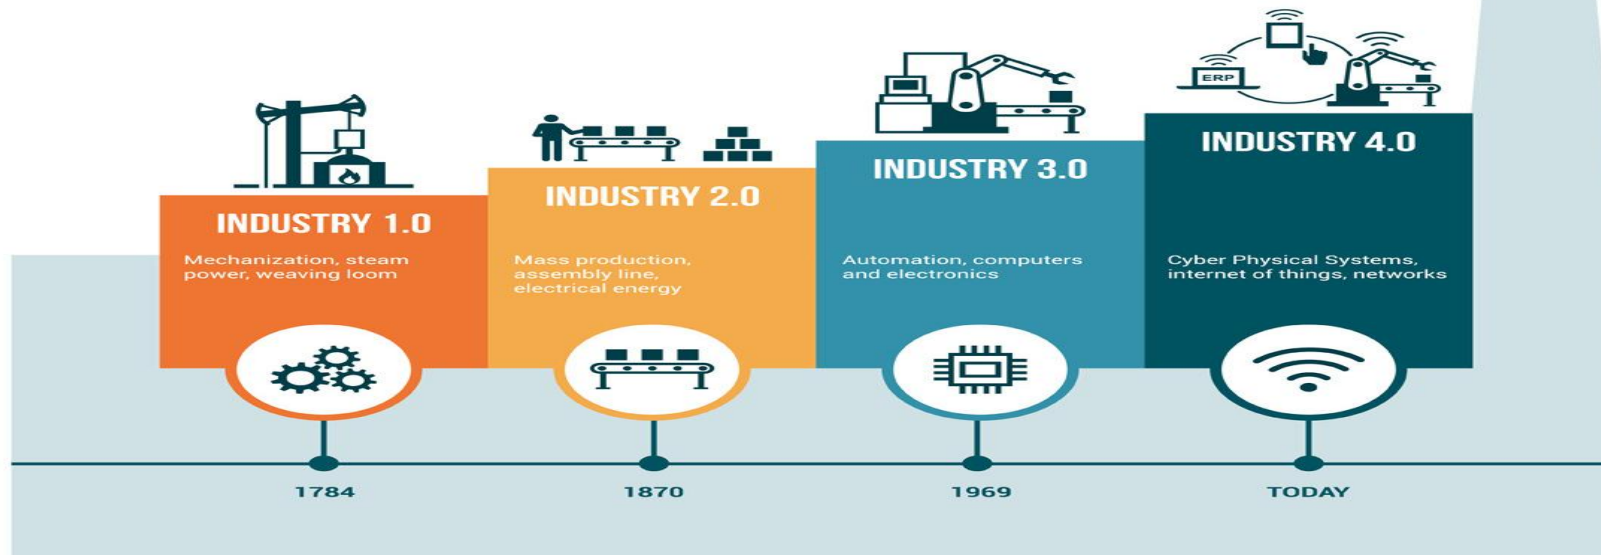 ERP
INDUSTRY 1.0
Mechanization, steam
power, weaving loom
INDUSTRY 2.0
Mass production,
assembly line,
electrical energy
INDUSTRY 3.0
Automation, computers
and electronics
INDUSTRY 4.0
Cyber Physical Systems,
internet of things, networks
1784
1870
1969
TODAY